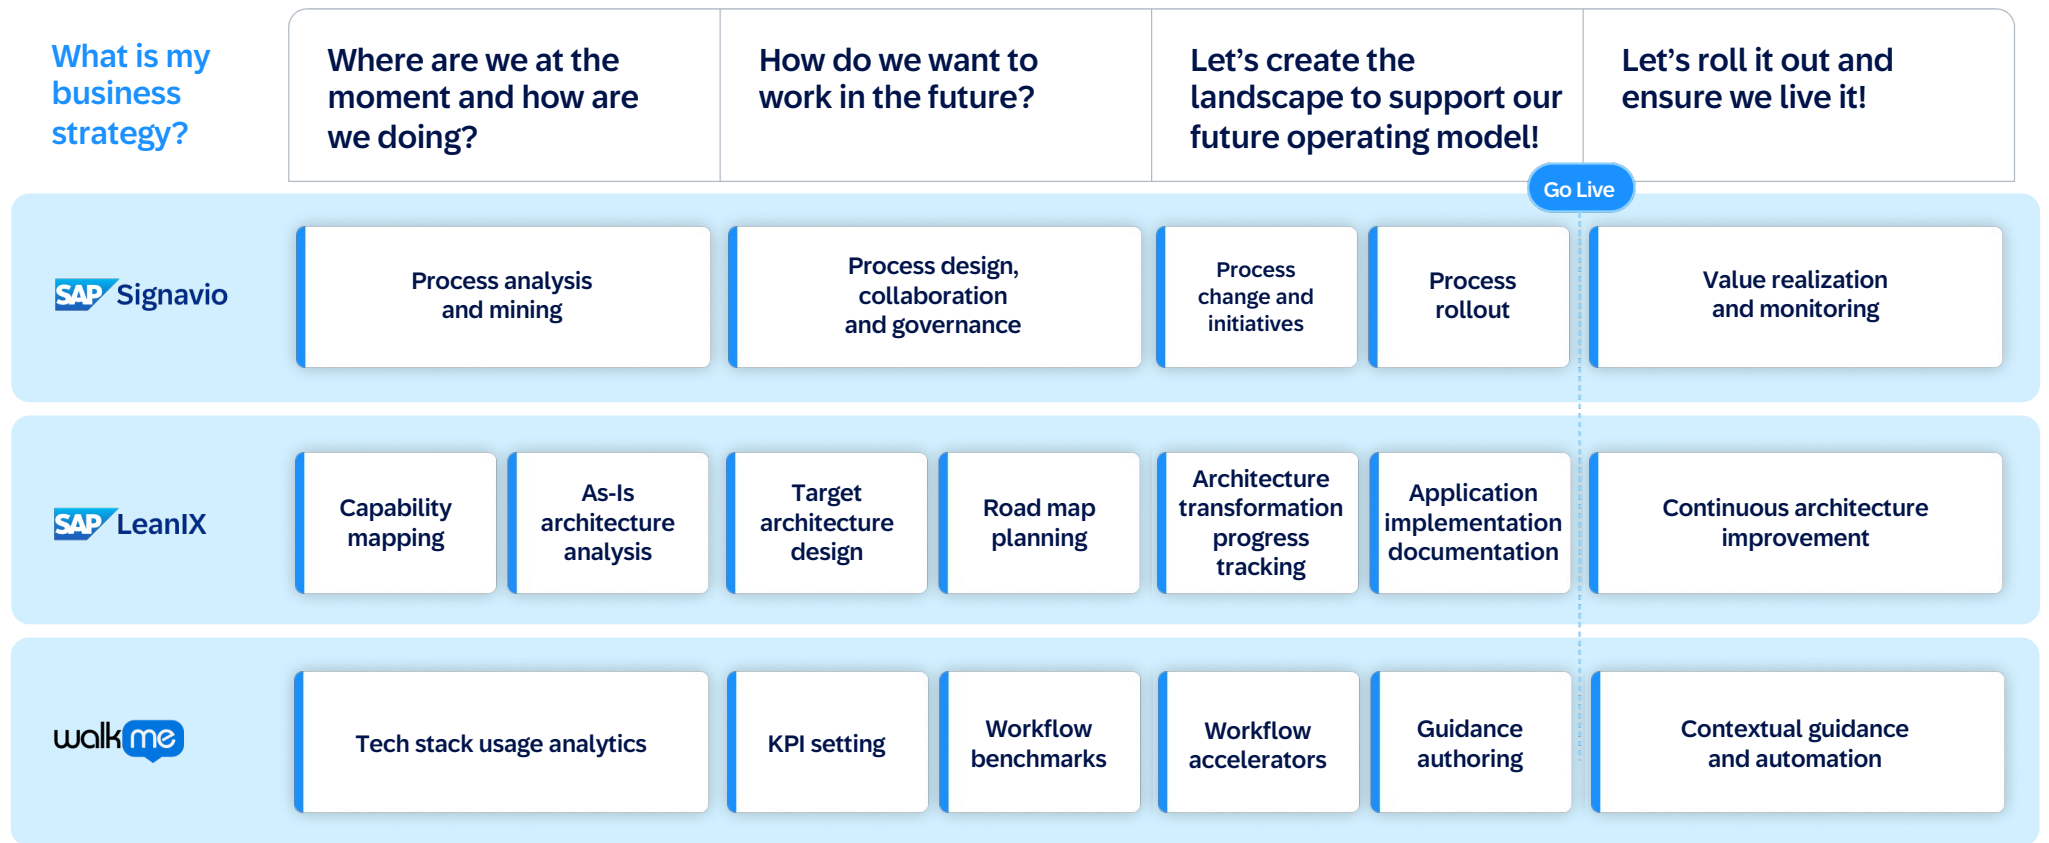 What is my
business
strategy?
Where are we at the
moment and how are
we doing?
How do we want to
work in the future?
Let’s create the
landscape to support our
future operating model!
Let’s roll it out and
ensure we live it!
Go Live
SAP Signavio
Process analysis
and mining
Process design,
collaboration
and governance
Process
change and
initiatives
Process
rollout
Value realization
and monitoring
SAP LeanIX
Capability
mapping
As-Is
architecture
analysis
Target
architecture
design
Road map
planning
Architecture
transformation
progress
tracking
Application
implementation
documentation
Continuous architecture
improvement
walkme
Tech stack usage analytics
KPI setting
Workflow
benchmarks
Workflow
accelerators
Guidance
authoring
Contextual guidance
and automation